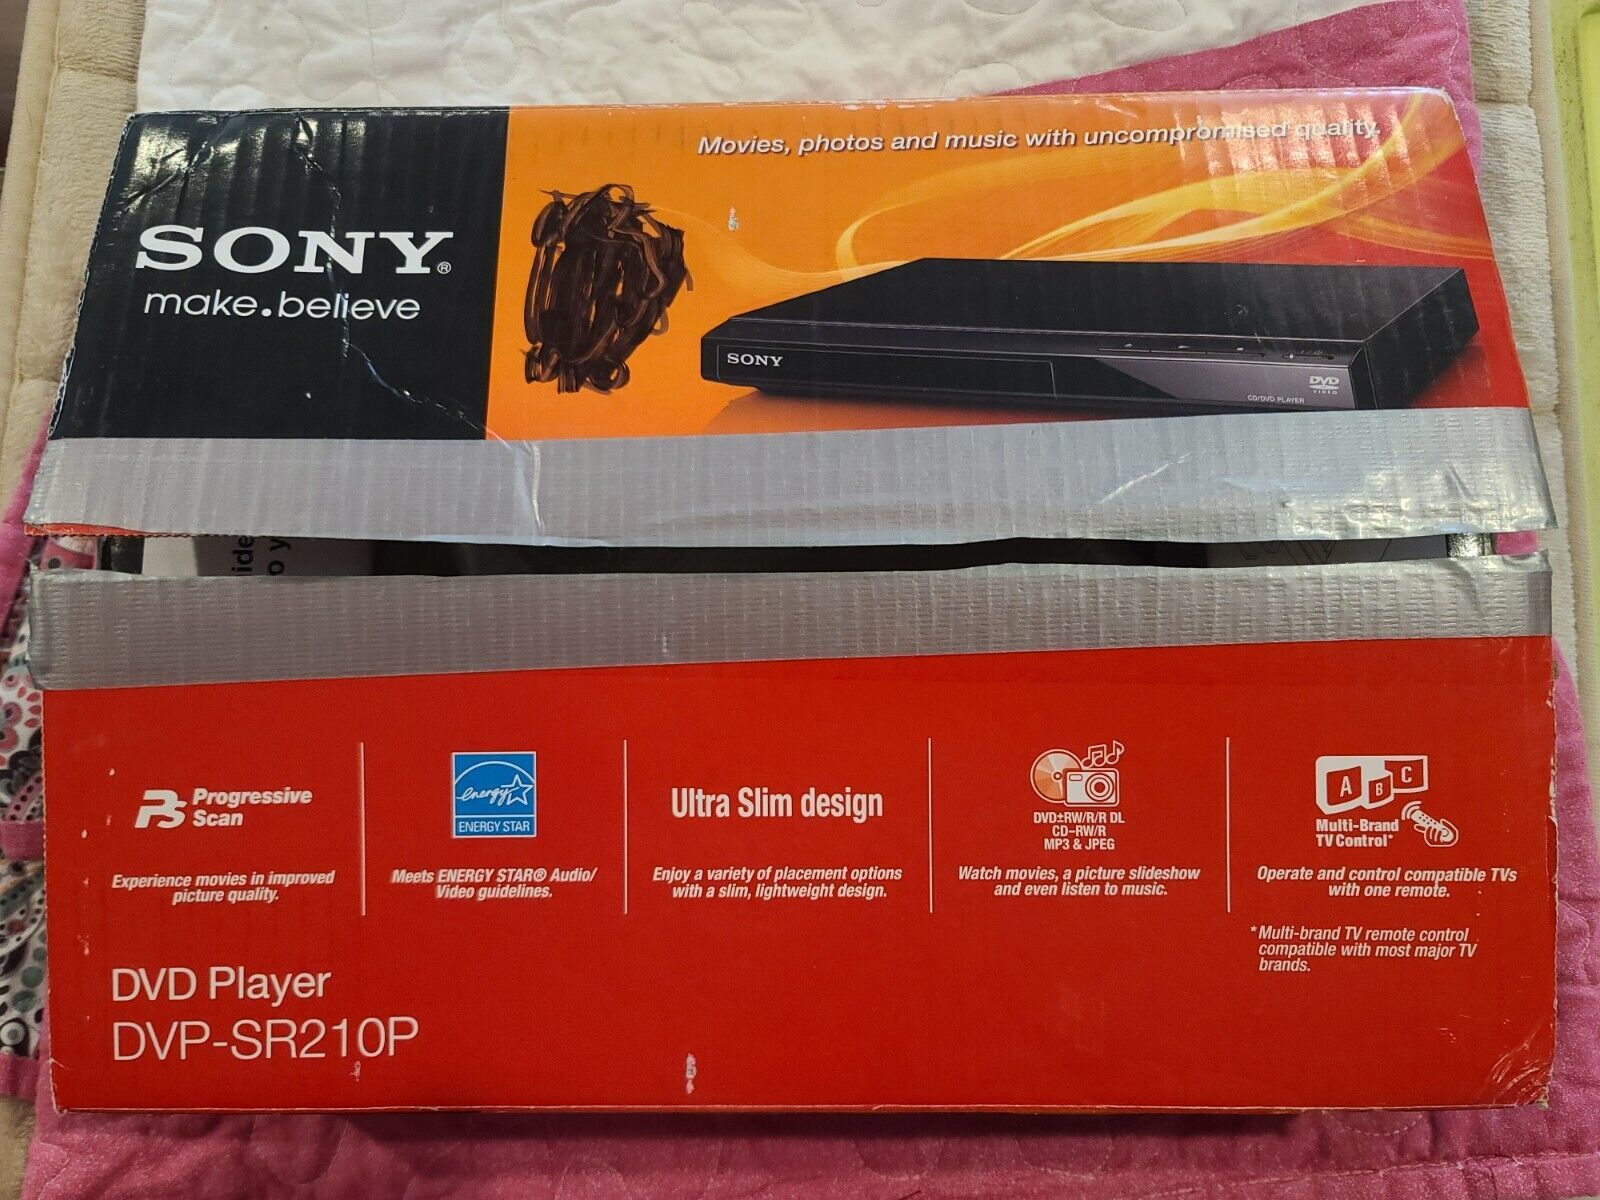 Movies, photos and music with uncompromised quality.
SONY®
make.believe
SONY
DVD
VIDEO
CD/DVD PLAYER
ide
o y
PS Progressive
Scan
Experience movies in improved
picture quality.
energy
ENERGY STAR
Meets ENERGY STAR® Audio/
Video guidelines.
Ultra Slim design
Enjoy a variety of placement options
with a slim, lightweight design.
DVD±RW/R/R DL
CD-RW/R
MP3 & JPEG
Watch movies, a picture slideshow
and even listen to music.
A B C
Multi-Brand
TV Control*
Operate and control compatible TVs
with one remote.
*Multi-brand TV remote control
compatible with most major TV
brands.
DVD Player
DVP-SR210P